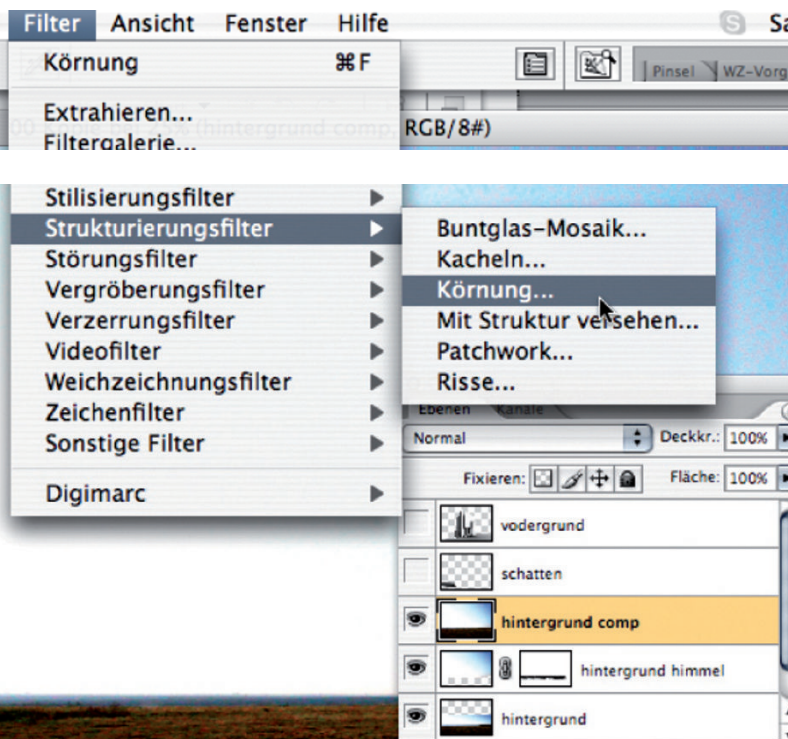 Filter Ansicht Fenster Hilfe
Körnung ⌘F
Pinsel WZ-Vorg
Extrahieren...
Filtergalerie...
(hintergrund comp, RGB/8#)
Stilisierungsfilter
Strukturierungsfilter
Störungsfilter
Vergröberungsfilter
Verzerrungsfilter
Videofilter
Weichzeichnungsfilter
Zeichenfilter
Sonstige Filter
Digimarc
Buntglas-Mosaik...
Kacheln...
Körnung...
Mit Struktur versehen...
Patchwork...
Risse...
Ebenen Kanäle
Normal Deckkr.: 100%
Fixieren: Fläche: 100%
vodergrund
schatten
hintergrund comp
hintergrund himmel
hintergrund